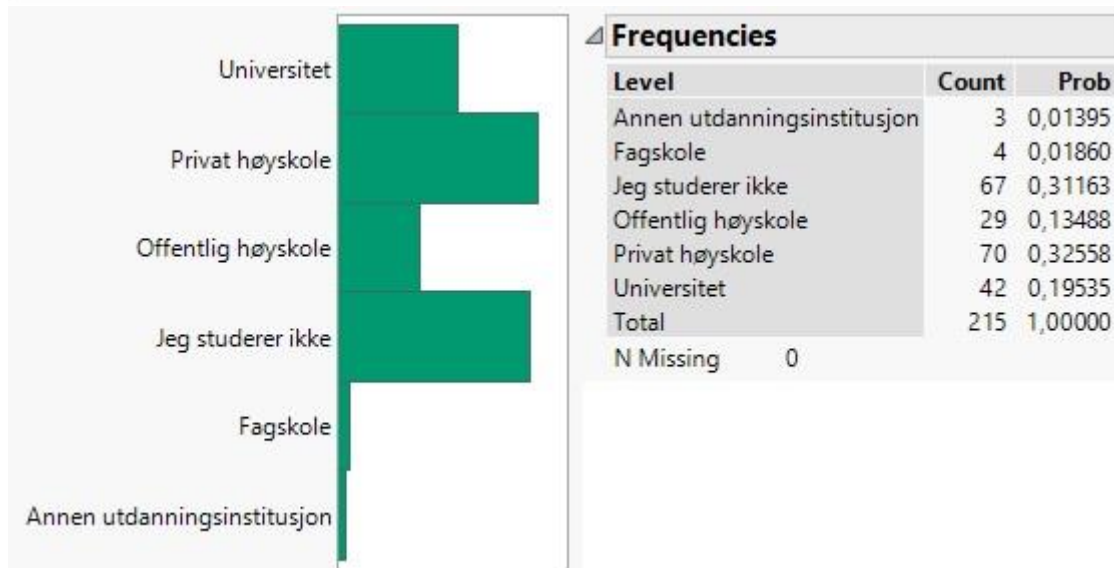 Universitet
Privat høyskole
Offentlig høyskole
Jeg studerer ikke
Fagskole
Annen utdanningsinstitusjon
Frequencies
Level Count Prob
Annen utdanningsinstitusjon 3 0,01395
Fagskole 4 0,01860
Jeg studerer ikke 67 0,31163
Offentlig høyskole 29 0,13488
Privat høyskole 70 0,32558
Universitet 42 0,19535
Total 215 1,00000
N Missing 0